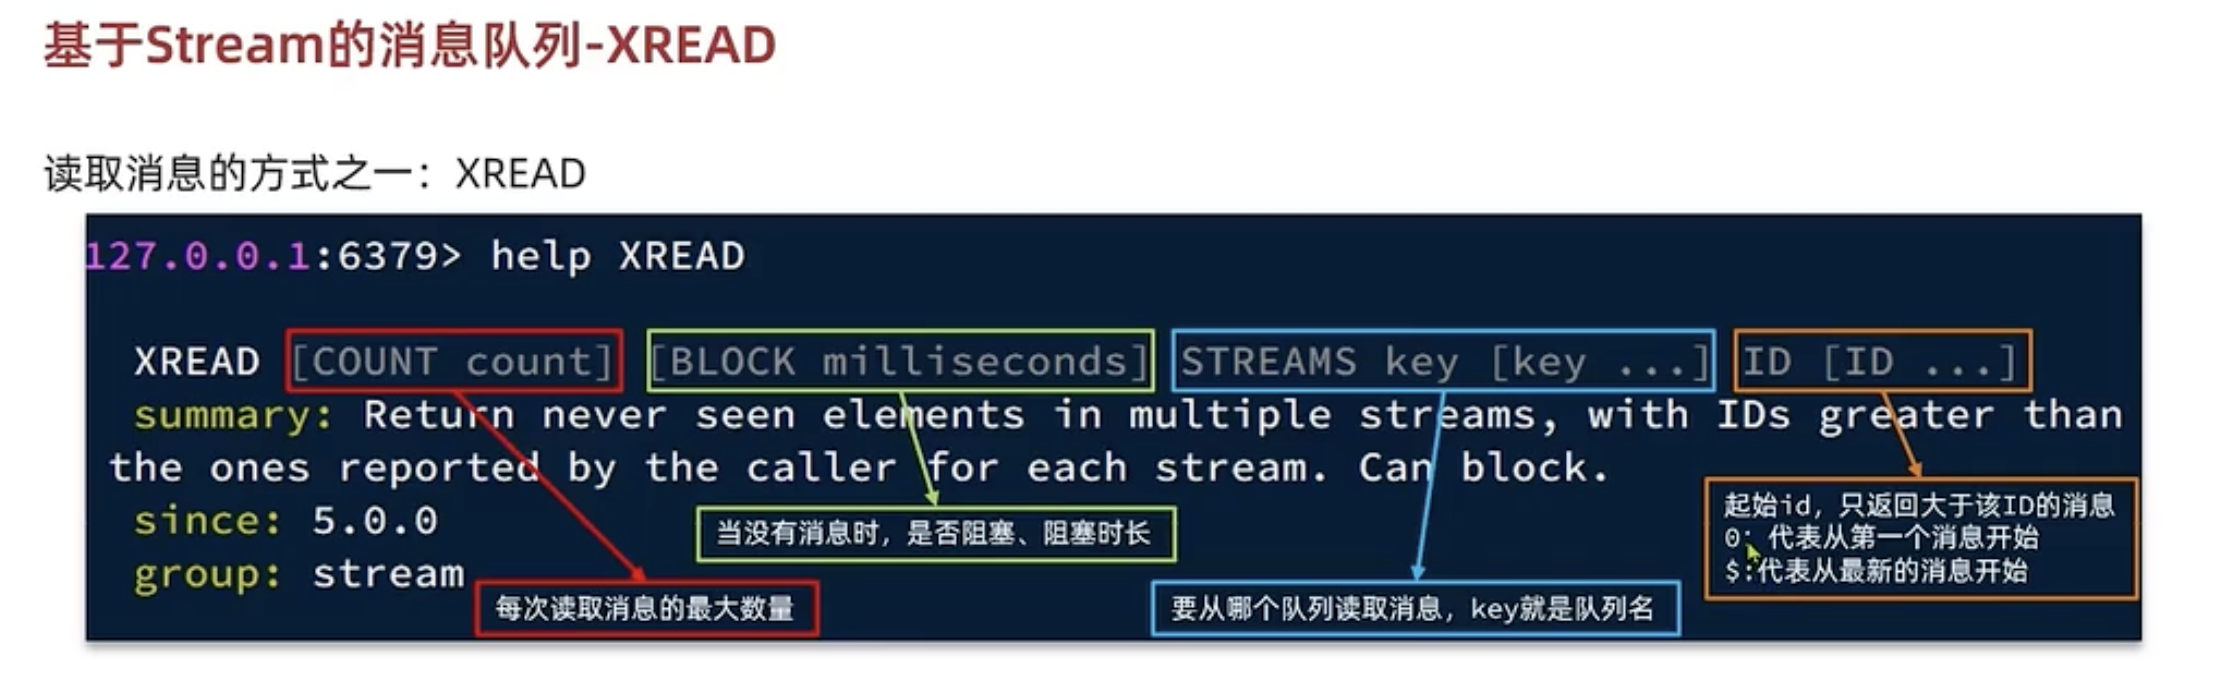 基于Stream的消息队列-XREAD
读取消息的方式之一：XREAD
127.0.0.1:6379> help XREAD
XREAD [COUNT count] [BLOCK milliseconds] STREAMS key [key ...] ID [ID ...]
summary: Return never seen elements in multiple streams, with IDs greater than
the ones reported by the caller for each stream. Can block.
since: 5.0.0
group: stream
当没有消息时，是否阻塞、阻塞时长
起始id，只返回大于该ID的消息
0：代表从第一个消息开始
$:代表从最新的消息开始
每次读取消息的最大数量
要从哪个队列读取消息，key就是队列名